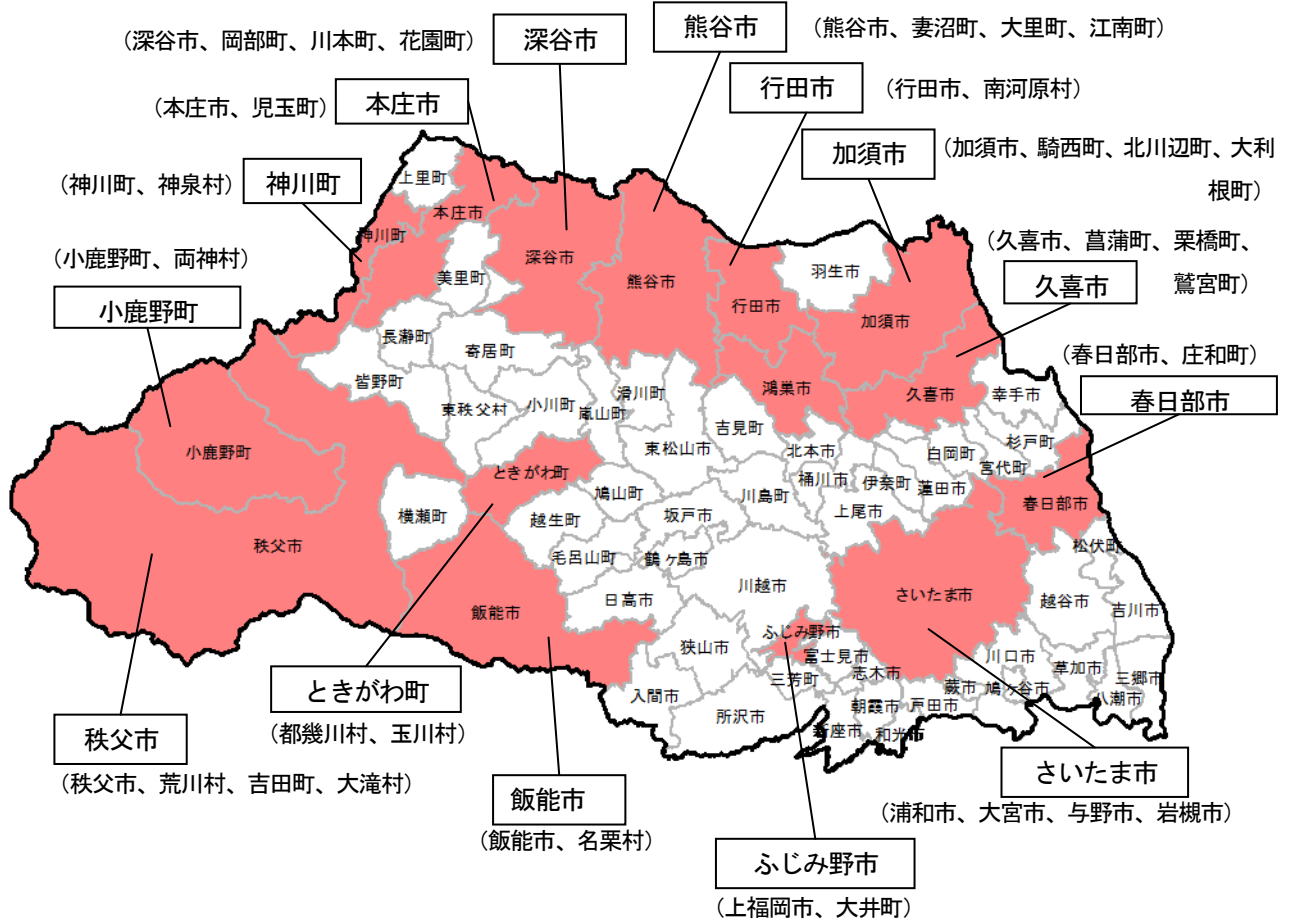 (深谷市、岡部町、川本町、花園町)
深谷市
熊谷市
(熊谷市、妻沼町、大里町、江南町)
(本庄市、児玉町)
本庄市
行田市
(行田市、南河原村)
(神川町、神泉村)
神川町
加須市
(加須市、騎西町、北川辺町、大利
根町)
(小鹿野町、両神村)
小鹿野町
(久喜市、菖蒲町、栗橋町、
鷲宮町)
久喜市
(春日部市、庄和町)
春日部市
上里町
本庄市
神川町
美里町
深谷市
熊谷市
行田市
羽生市
加須市
長瀞町
寄居町
皆野町
東秩父村
小川町
嵐山町
滑川町
鴻巣市
久喜市
幸手市
吉見町
東松山市
北本市
白岡町
杉戸町
宮代町
小鹿野町
ときがわ町
鳩山町
川島町
桶川市
伊奈町
蓮田市
春日部市
横瀬町
越生町
坂戸市
上尾市
秩父市
毛呂山町
鶴ヶ島市
松伏町
川越市
さいたま市
越谷市
吉川市
飯能市
日高市
狭山市
ふじみ野市
富士見市
三芳町
志木市
川口市
草加市
三郷市
八潮市
入間市
所沢市
朝霞市
戸田市
蕨市
鳩ヶ谷市
新座市
和光市
ときがわ町
(都幾川村、玉川村)
秩父市
(秩父市、荒川村、吉田町、大滝村)
飯能市
(飯能市、名栗村)
さいたま市
(浦和市、大宮市、与野市、岩槻市)
ふじみ野市
(上福岡市、大井町)